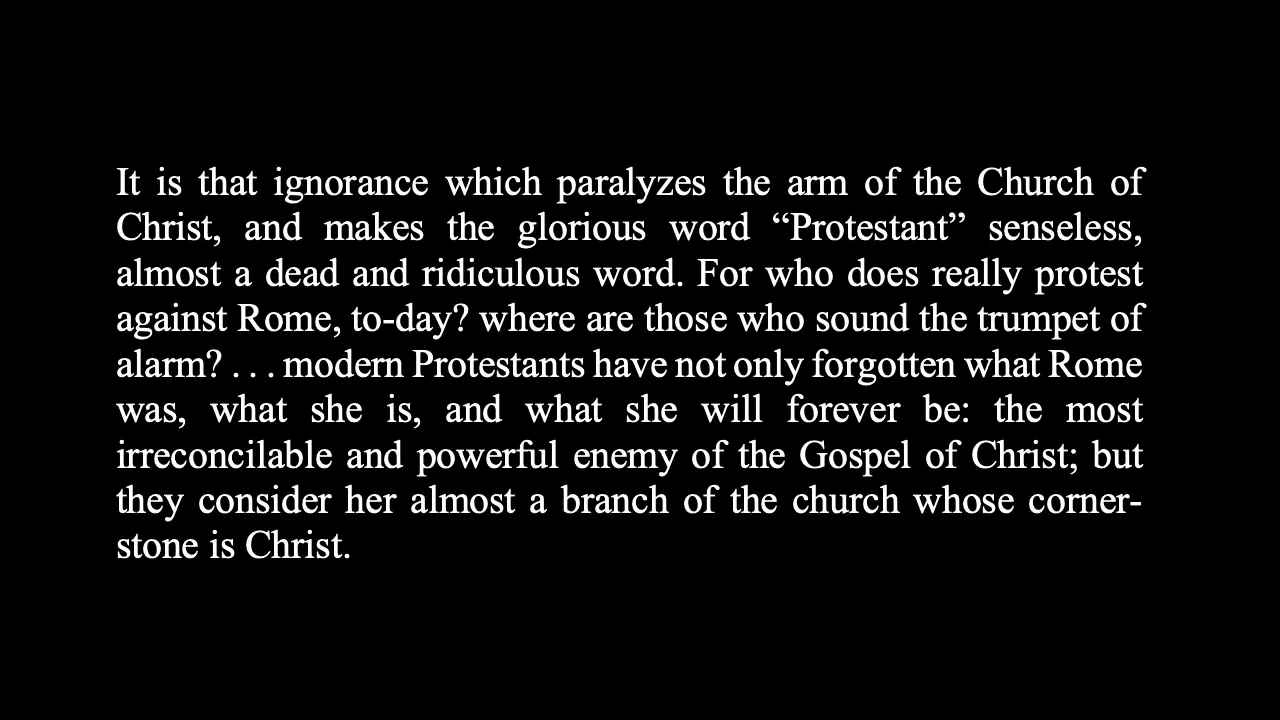 It is that ignorance which paralyzes the arm of the Church of
Christ, and makes the glorious word “Protestant” senseless,
almost a dead and ridiculous word. For who does really protest
against Rome, to-day? where are those who sound the trumpet of
alarm? . . . modern Protestants have not only forgotten what Rome
was, what she is, and what she will forever be: the most
irreconcilable and powerful enemy of the Gospel of Christ; but
they consider her almost a branch of the church whose corner-
stone is Christ.